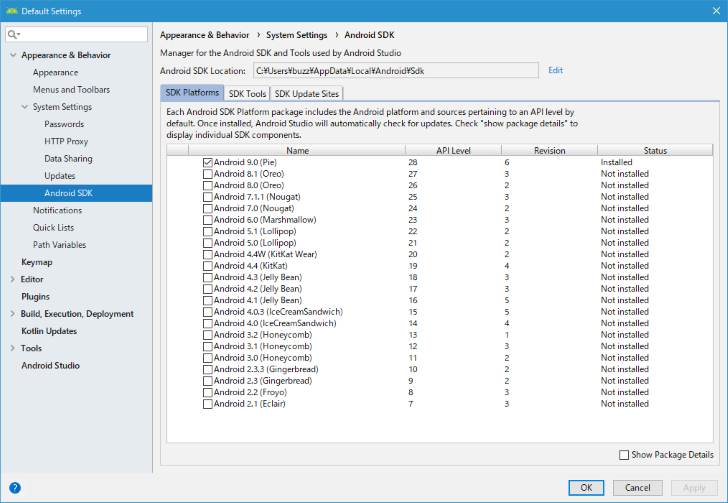 Default Settings
Appearance & Behavior › System Settings › Android SDK
Manager for the Android SDK and Tools used by Android Studio
Android SDK Location: C:¥Users¥buzz¥AppData¥Local¥Android¥Sdk Edit
Appearance & Behavior
Appearance
Menus and Toolbars
System Settings
Passwords
HTTP Proxy
Data Sharing
Updates
Android SDK
Notifications
Quick Lists
Path Variables
Keymap
Editor
Plugins
Build, Execution, Deployment
Kotlin Updates
Tools
Android Studio
SDK Platforms SDK Tools SDK Update Sites
Each Android SDK Platform package includes the Android platform and sources pertaining to an API level by
default. Once installed, Android Studio will automatically check for updates. Check "show package details" to
display individual SDK components.
Name API Level Revision Status
Android 9.0 (Pie) 28 6 Installed
Android 8.1 (Oreo) 27 3 Not installed
Android 8.0 (Oreo) 26 2 Not installed
Android 7.1.1 (Nougat) 25 3 Not installed
Android 7.0 (Nougat) 24 2 Not installed
Android 6.0 (Marshmallow) 23 3 Not installed
Android 5.1 (Lollipop) 22 2 Not installed
Android 5.0 (Lollipop) 21 2 Not installed
Android 4.4W (KitKat Wear) 20 2 Not installed
Android 4.4 (KitKat) 19 4 Not installed
Android 4.3 (Jelly Bean) 18 3 Not installed
Android 4.2 (Jelly Bean) 17 3 Not installed
Android 4.1 (Jelly Bean) 16 5 Not installed
Android 4.0.3 (IceCreamSandwich) 15 5 Not installed
Android 4.0 (IceCreamSandwich) 14 4 Not installed
Android 3.2 (Honeycomb) 13 1 Not installed
Android 3.1 (Honeycomb) 12 3 Not installed
Android 3.0 (Honeycomb) 11 2 Not installed
Android 2.3.3 (Gingerbread) 10 2 Not installed
Android 2.3 (Gingerbread) 9 2 Not installed
Android 2.2 (Froyo) 8 3 Not installed
Android 2.1 (Eclair) 7 3 Not installed
Show Package Details
? OK Cancel Apply